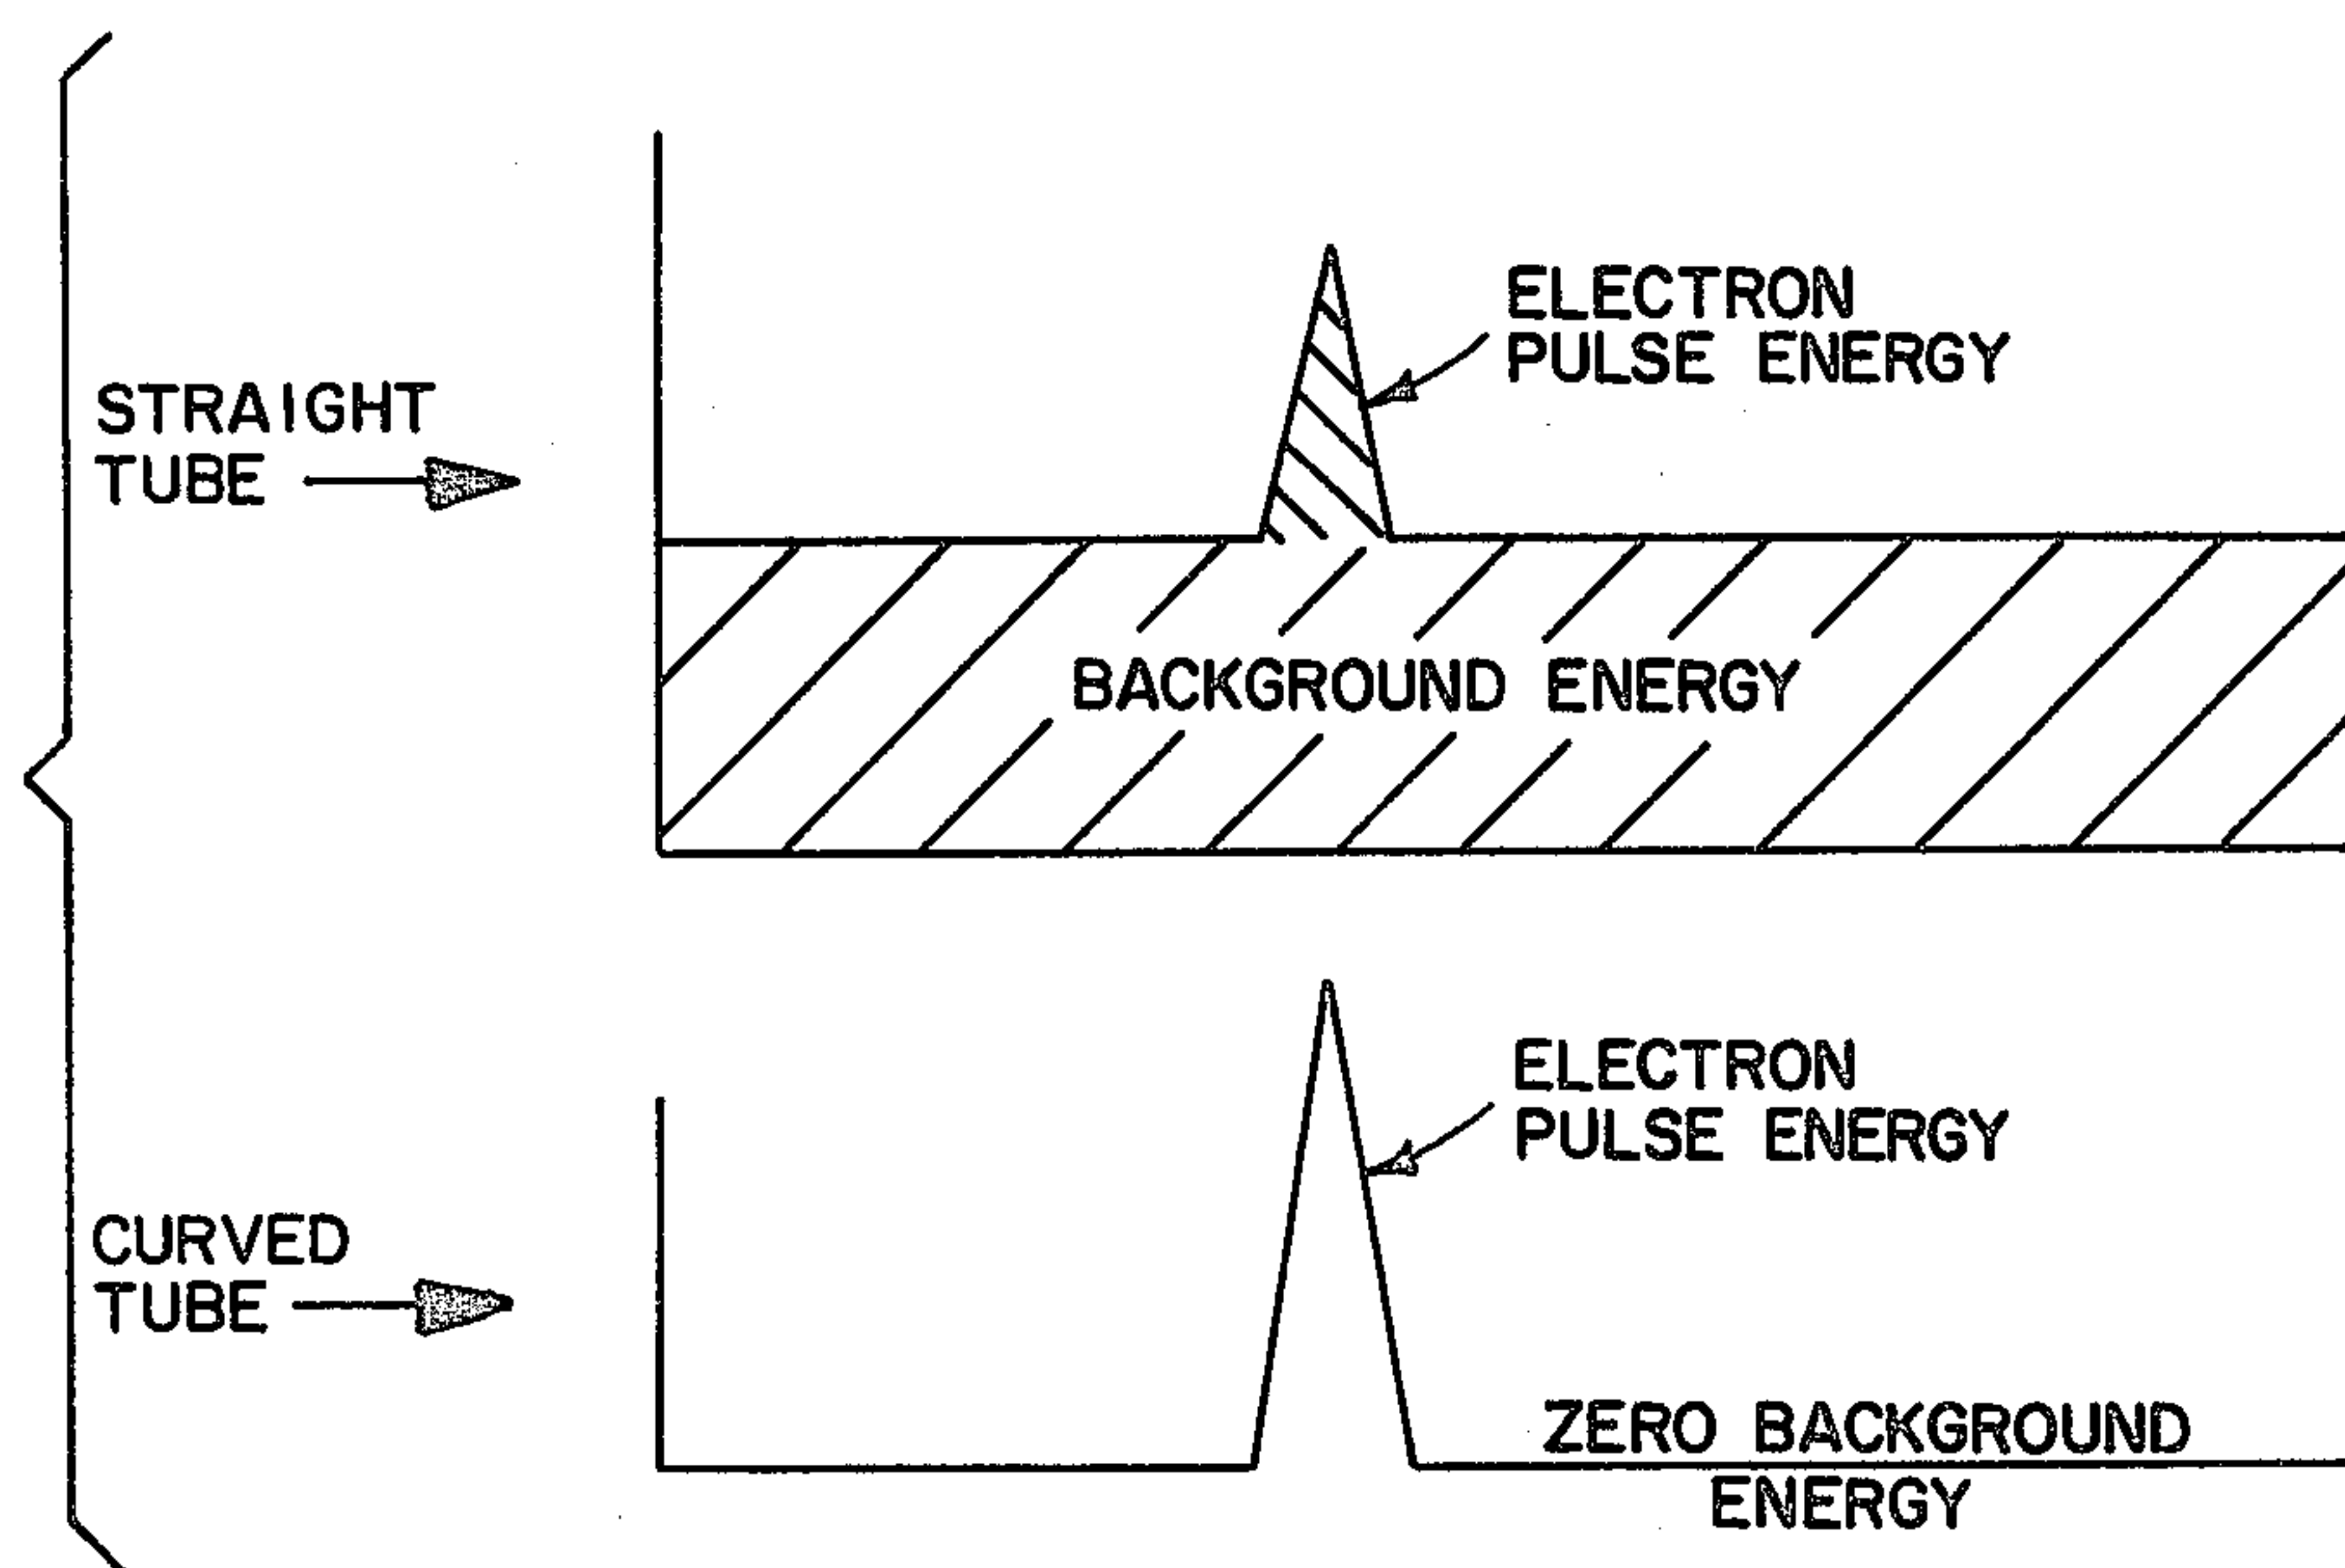 STRAIGHT
TUBE
ELECTRON
PULSE ENERGY
BACKGROUND ENERGY
CURVED
TUBE
ELECTRON
PULSE ENERGY
ZERO BACKGROUND
ENERGY